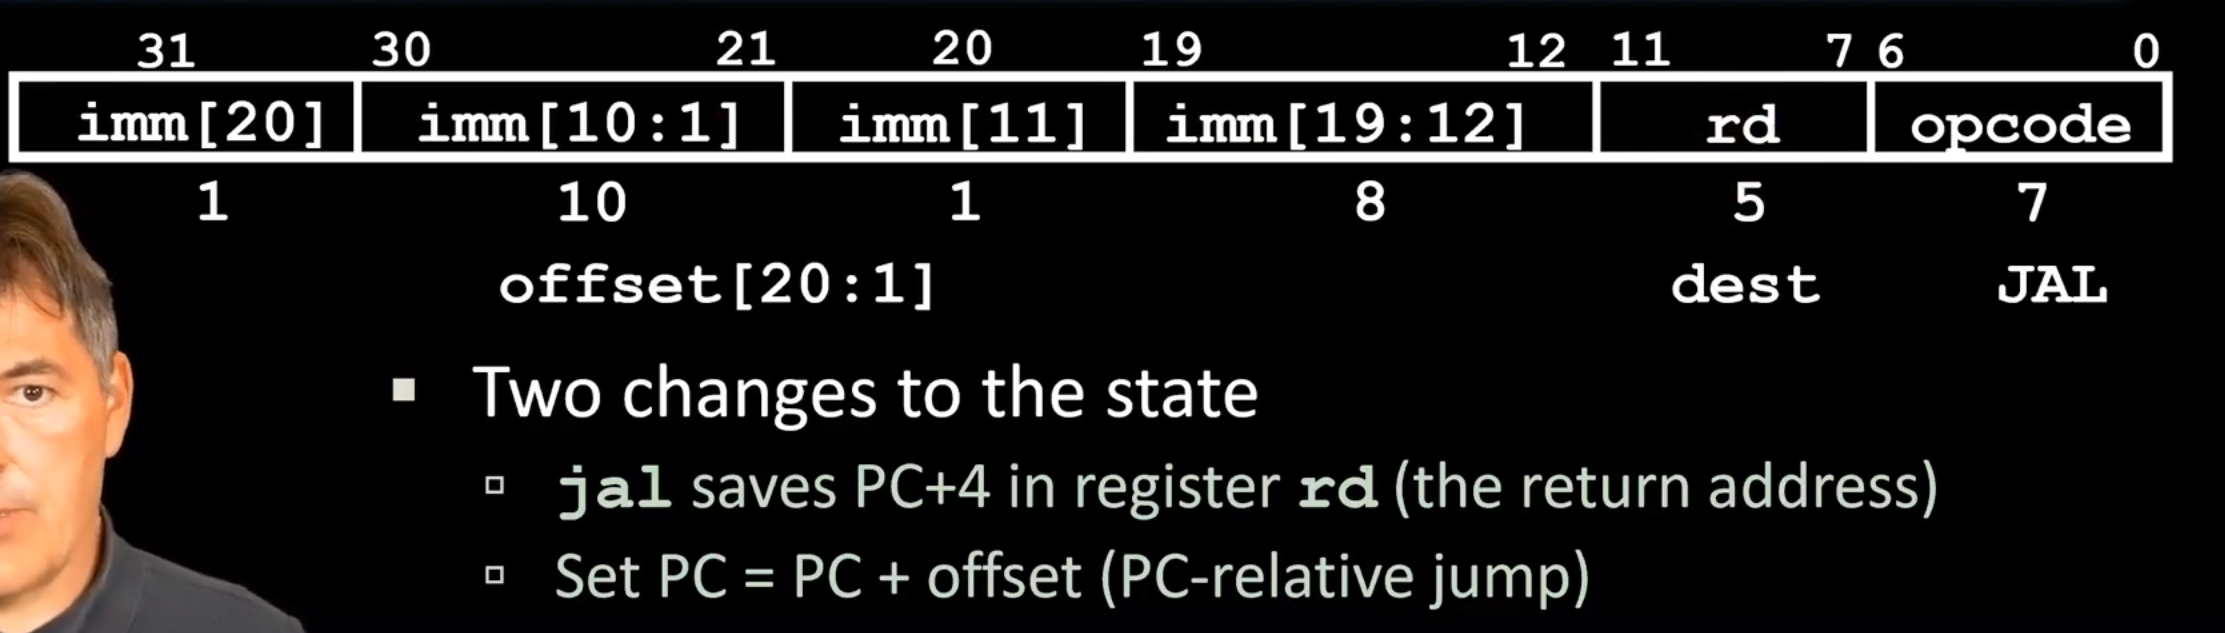 31 30 21 20 19 12 11 7 6 0
imm[20] imm[10:1] imm[11] imm[19:12] rd opcode
1 10 1 8 5 7
offset[20:1] dest JAL
Two changes to the state
jal saves PC+4 in register rd (the return address)
Set PC = PC + offset (PC-relative jump)